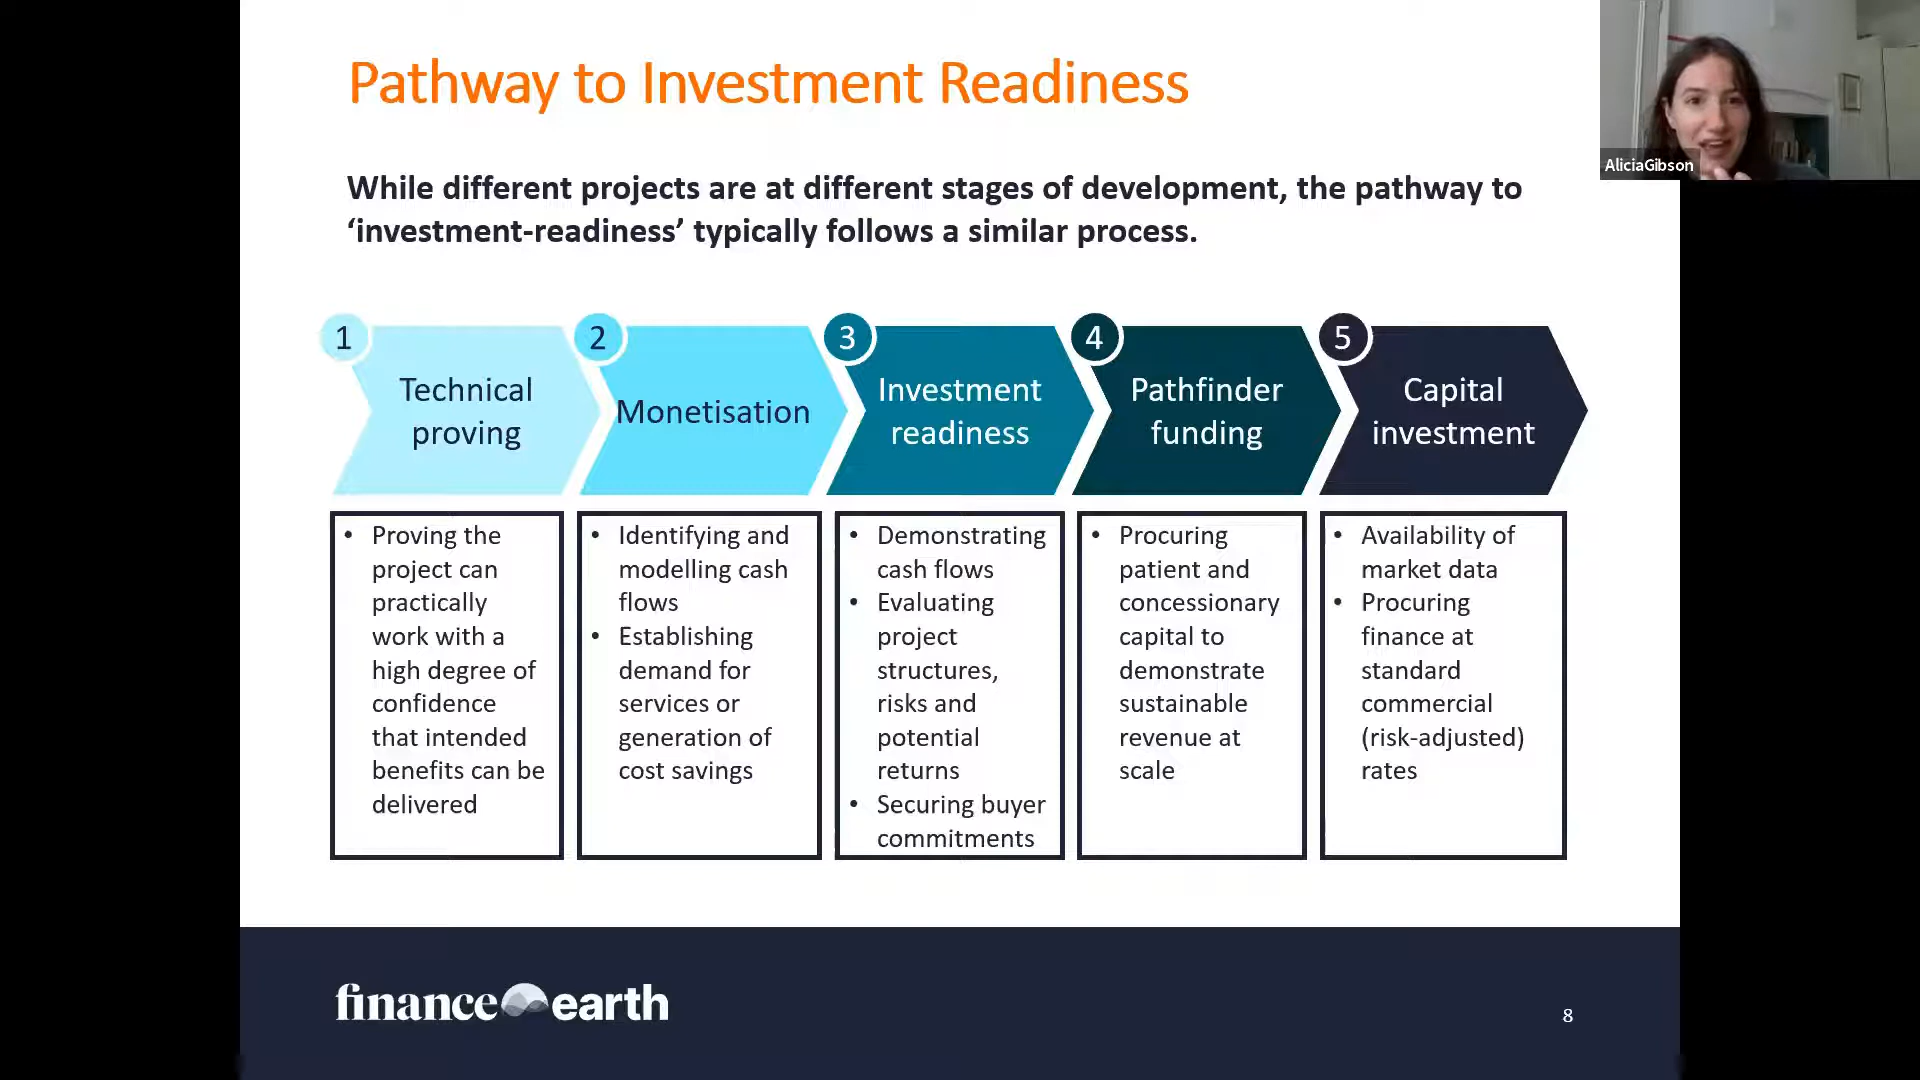 Pathway to Investment Readiness
AliciaGibson
While different projects are at different stages of development, the pathway to
‘investment-readiness’ typically follows a similar process.
1
Technical
proving
2
Monetisation
3
Investment
readiness
4
Pathfinder
funding
5
Capital
investment
• Proving the
project can
practically
work with a
high degree of
confidence
that intended
benefits can be
delivered
• Identifying and
modelling cash
flows
• Establishing
demand for
services or
generation of
cost savings
• Demonstrating
cash flows
• Evaluating
project
structures,
risks and
potential
returns
• Securing buyer
commitments
• Procuring
patient and
concessionary
capital to
demonstrate
sustainable
revenue at
scale
• Availability of
market data
• Procuring
finance at
standard
commercial
(risk-adjusted)
rates
finance earth
8